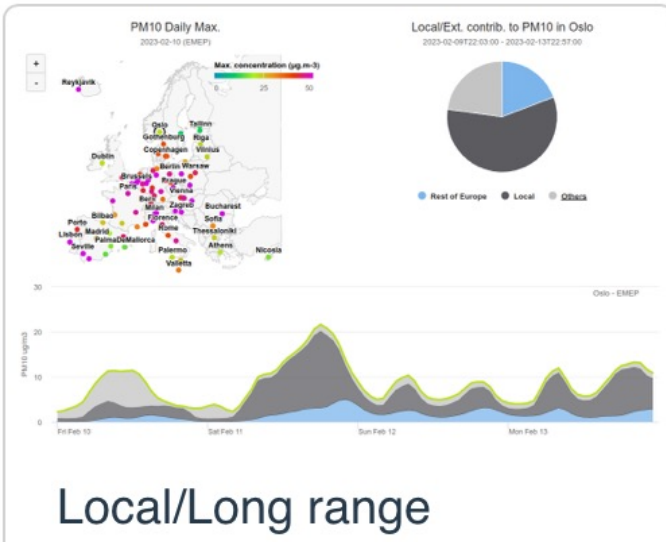 PM10 Daily Max.
2023-02-10 (EMEP)
+
-
Max. concentration (µg.m-3)
0 25 50
Reykjavik
Oslo
Tallinn
Gothenburg
Riga
Copenhagen
Vilnius
Dublin
Berlin
Warsaw
Brussels
Prague
Paris
Vienna
Bern
Milan
Zagreb
Bucharest
Bilbao
Florence
Sofia
Porto
Madrid
Rome
Thessaloniki
Lisbon
PalmaDeMallorca
Seville
Palermo
Athens
Nicosia
Valletta
Local/Ext. contrib. to PM10 in Oslo
2023-02-09T22:03:00 - 2023-02-13T22:57:00
Rest of Europe Local Others
30
20
10
0
PM10 ug/m3
Oslo - EMEP
Fri Feb 10 Sat Feb 11 Sun Feb 12 Mon Feb 13
Local/Long range